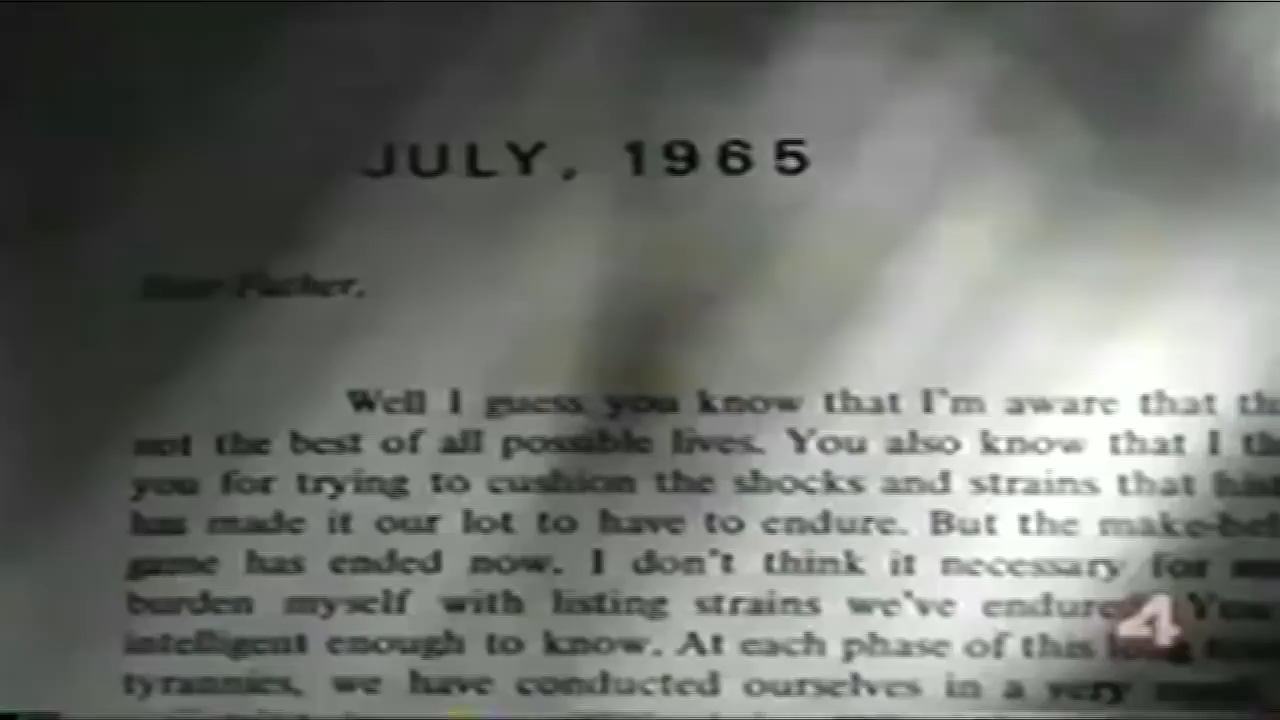 JULY, 1965
Dear Father,
Well I guess you know that I'm aware that
not the best of all possible lives. You also know that I
you for trying to cushion the shocks and strains that
has made it our lot to have to endure. But the
game has ended now. I don't think it necessary for
burden myself with listing strains we've
intelligent enough to know. At each phase of this long
tyrannies, we have conducted ourselves in a very
4